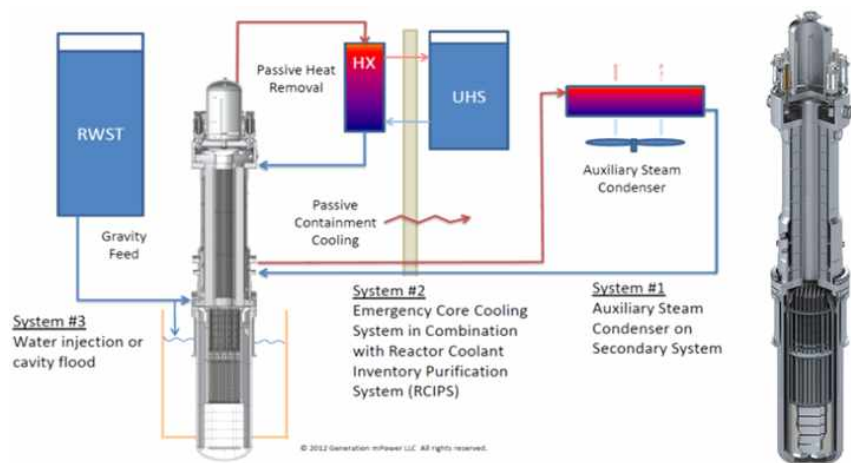 RWST
Passive Heat
Removal
HX
UHS
Auxiliary Steam
Condenser
Passive
Containment
Cooling
Gravity
Feed
System #3
Water injection or
cavity flood
System #2
Emergency Core Cooling
System in Combination
with Reactor Coolant
Inventory Purification
System (RCIPS)
System #1
Auxiliary Steam
Condenser on
Secondary System
© 2012 Generation mPower LLC All rights reserved.